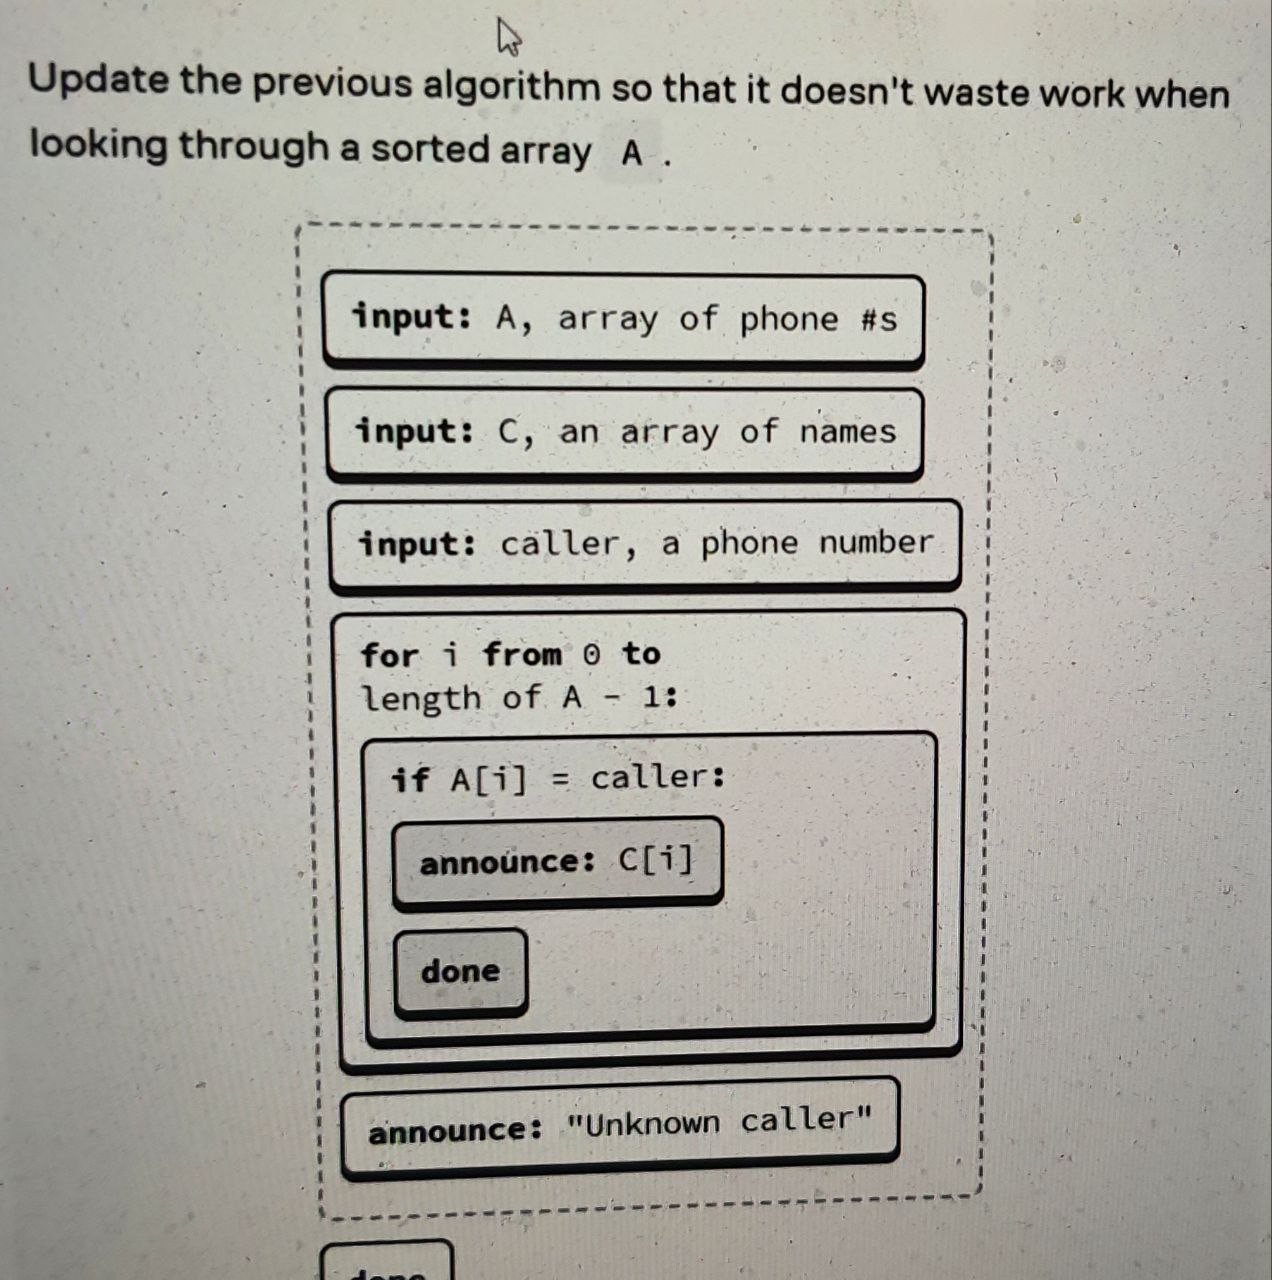 Update the previous algorithm so that it doesn't waste work when
looking through a sorted array A .
input: A, array of phone #s
input: C, an array of names
input: caller, a phone number
for i from 0 to
length of A - 1:
if A[i] = caller:
announce: C[i]
done
announce: "Unknown caller"